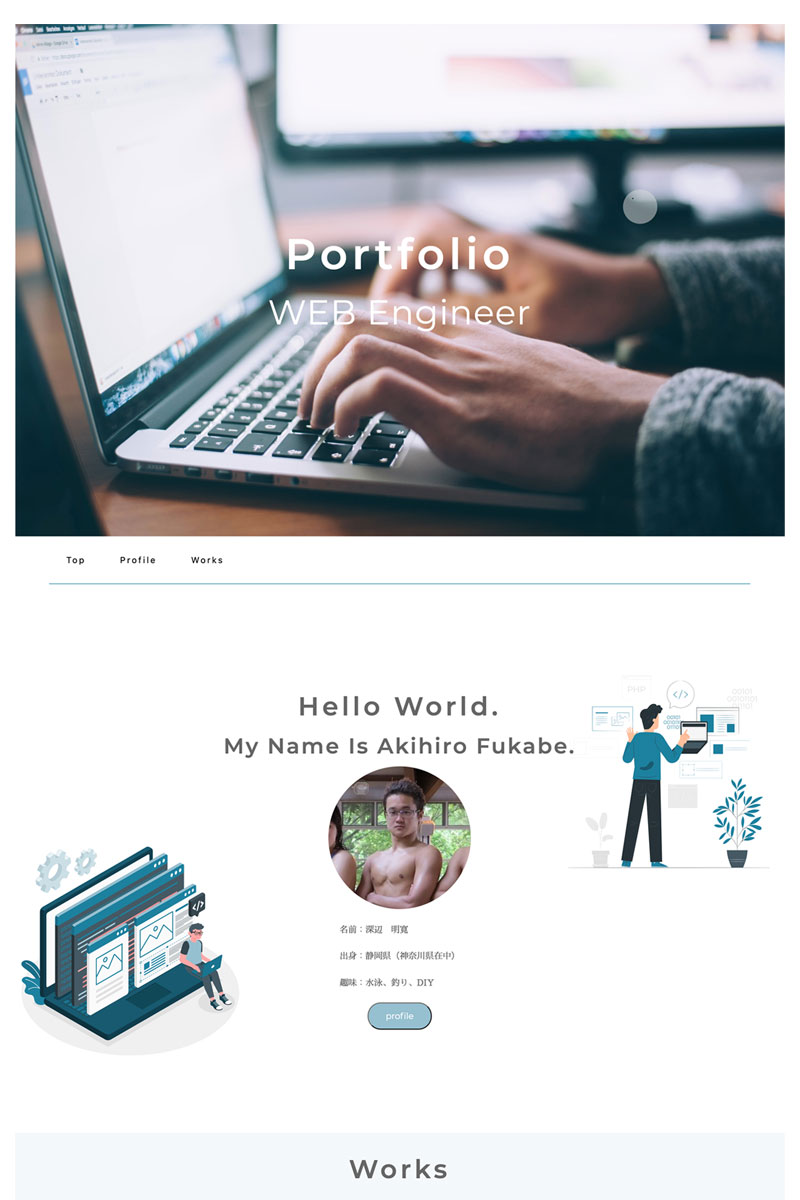 Portfolio
WEB Engineer
Top Profile Works
Hello World.
My Name Is Akihiro Fukabe.
PHP
</>
</>
名前：深辺　明寛
出身：静岡県（神奈川県在中）
趣味：水泳、釣り、DIY
profile
Works